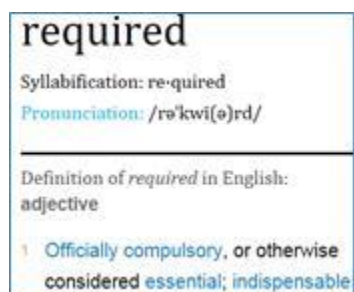 required
Syllabification: re·quired
Pronunciation: /rəˈkwī(ə)rd/
Definition of required in English:
adjective
1 Officially compulsory, or otherwise
considered essential; indispensable